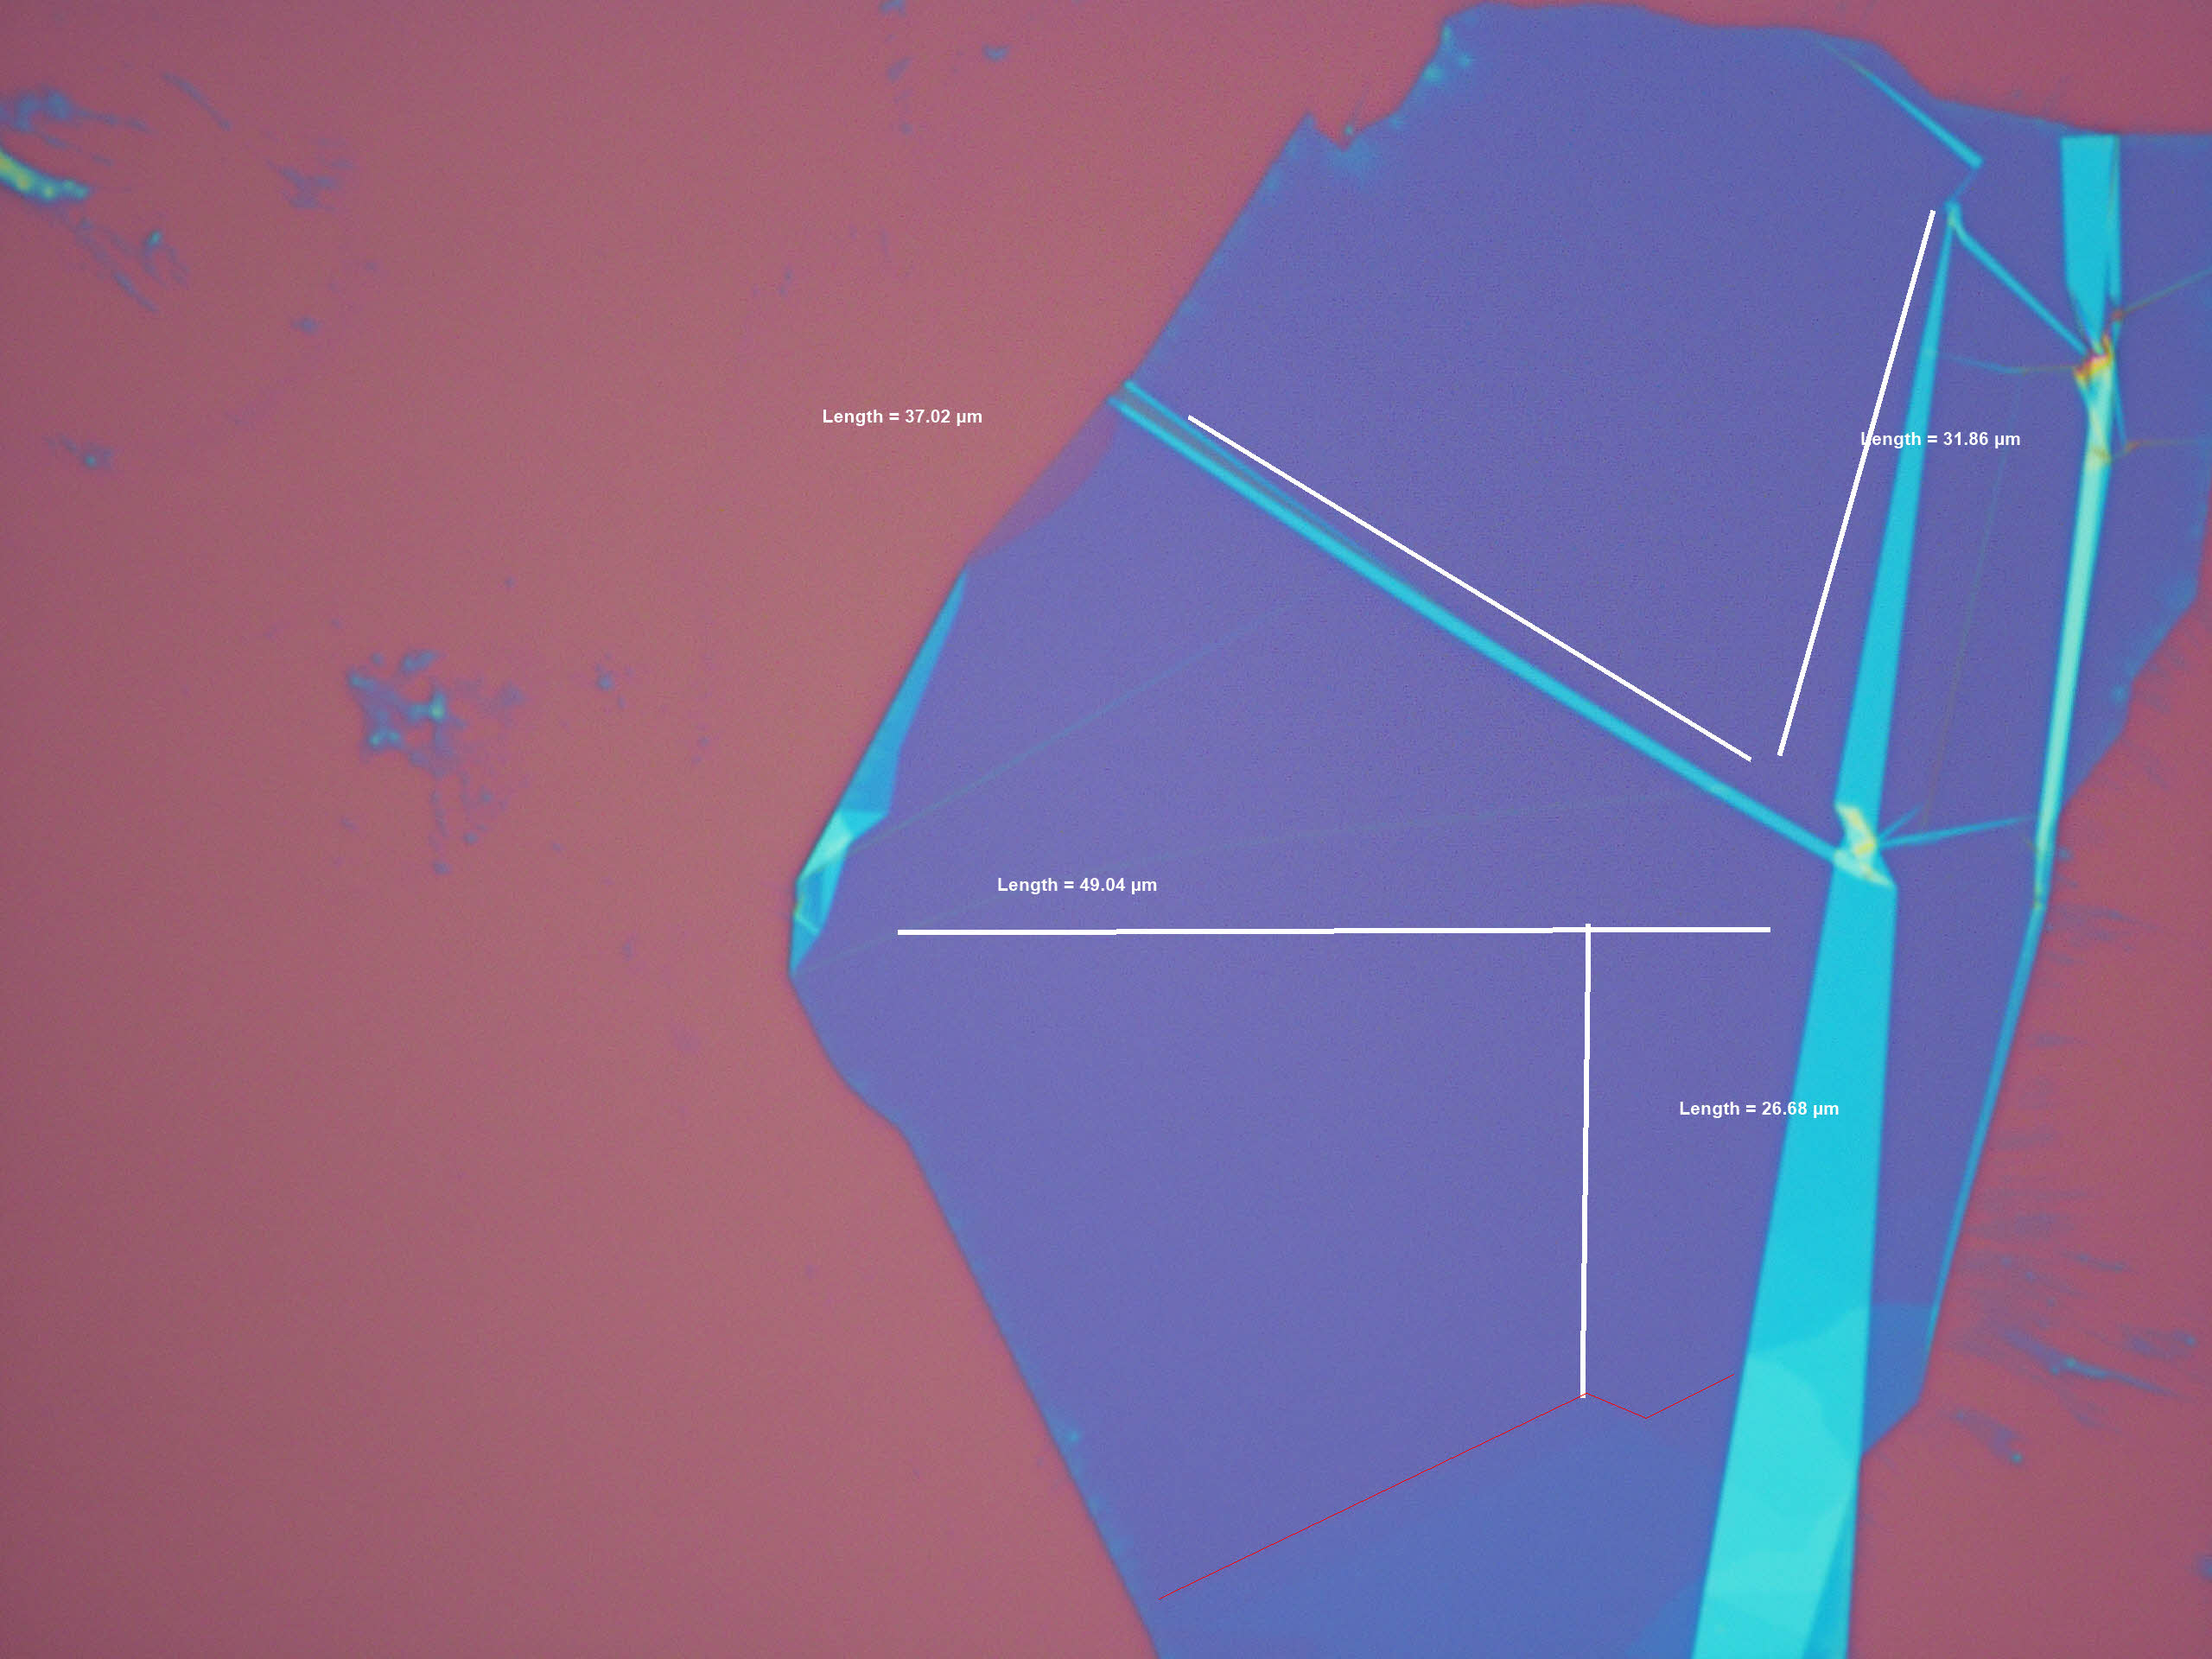 Length = 37.02 µm
Length = 31.86 µm
Length = 49.04 µm
Length = 26.68 µm